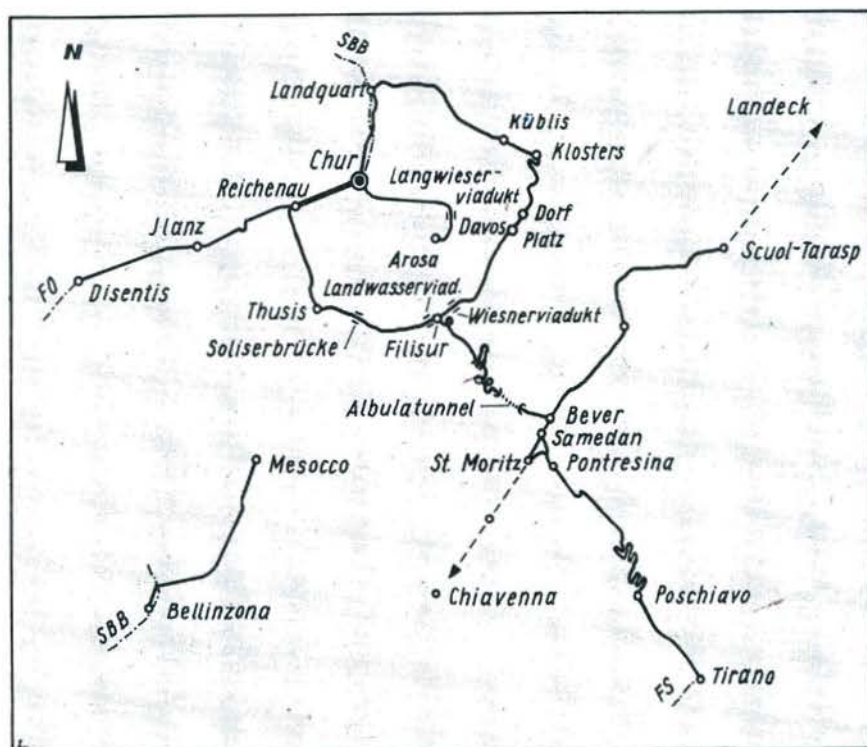 N
SBB
Landquart
Landeck
Küblis
Klosters
Chur
Langwieser-
viadukt
Reichenau
Dorf
Davos
Platz
Jlanz
Scuol-Tarasp
Arosa
FO
Disentis
Landwasserviad.
Thusis
Wiesnerviadukt
Soliserbrücke
Filisur
Albulatunnel
Bever
Samedan
Mesocco
St. Moritz
Pontresina
Chiavenna
Poschiavo
Bellinzona
SBB
Tirano
FS